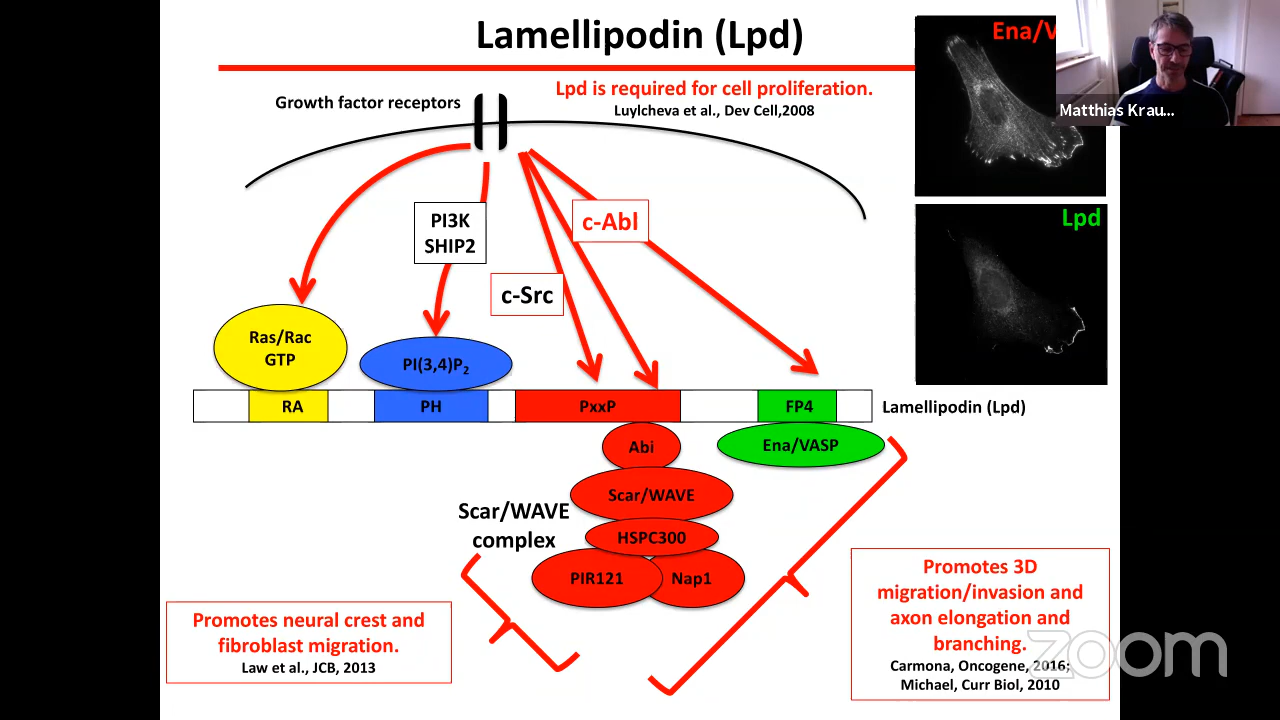 Lamellipodin (Lpd)
Ena/V
Matthias Krau...
Growth factor receptors
Lpd is required for cell proliferation.
Luylcheva et al., Dev Cell,2008
Lpd
PI3K
SHIP2
c-Abl
c-Src
Ras/Rac
GTP
PI(3,4)P₂
RA
PH
PxxP
FP4
Lamellipodin (Lpd)
Abi
Ena/VASP
Scar/WAVE
Scar/WAVE
complex
HSPC300
PIR121
Nap1
Promotes neural crest and
fibroblast migration.
Law et al., JCB, 2013
Promotes 3D
migration/invasion and
axon elongation and
branching.
Carmona, Oncogene, 2016;
Michael, Curr Biol, 2010
zoom